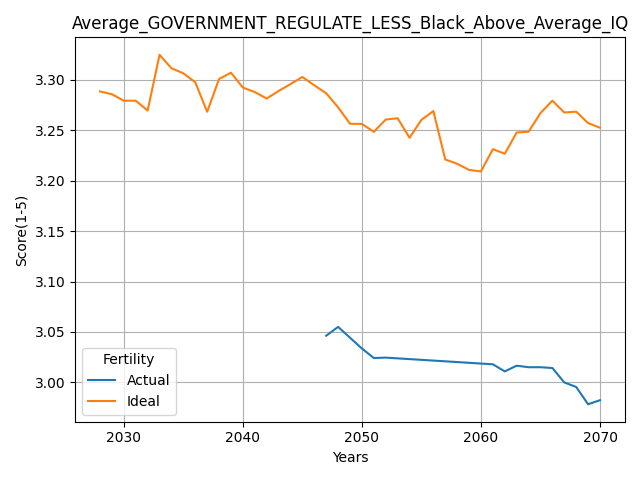 Average_GOVERNMENT_REGULATE_LESS_Black_Above_Average_IQ
Score(1-5)
3.30
3.25
3.20
3.15
3.10
3.05
3.00
Fertility
Actual
Ideal
2030 2040 2050 2060 2070
Years